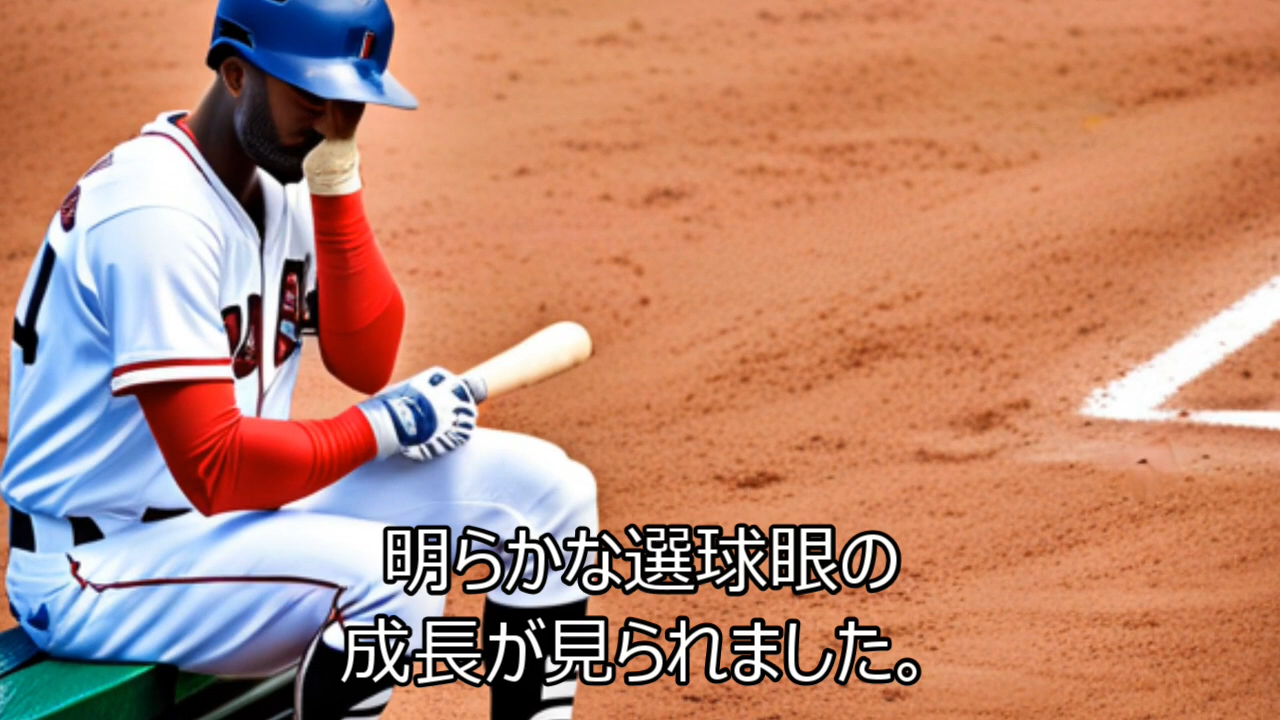 明らかな選球眼の
成長が見られました。